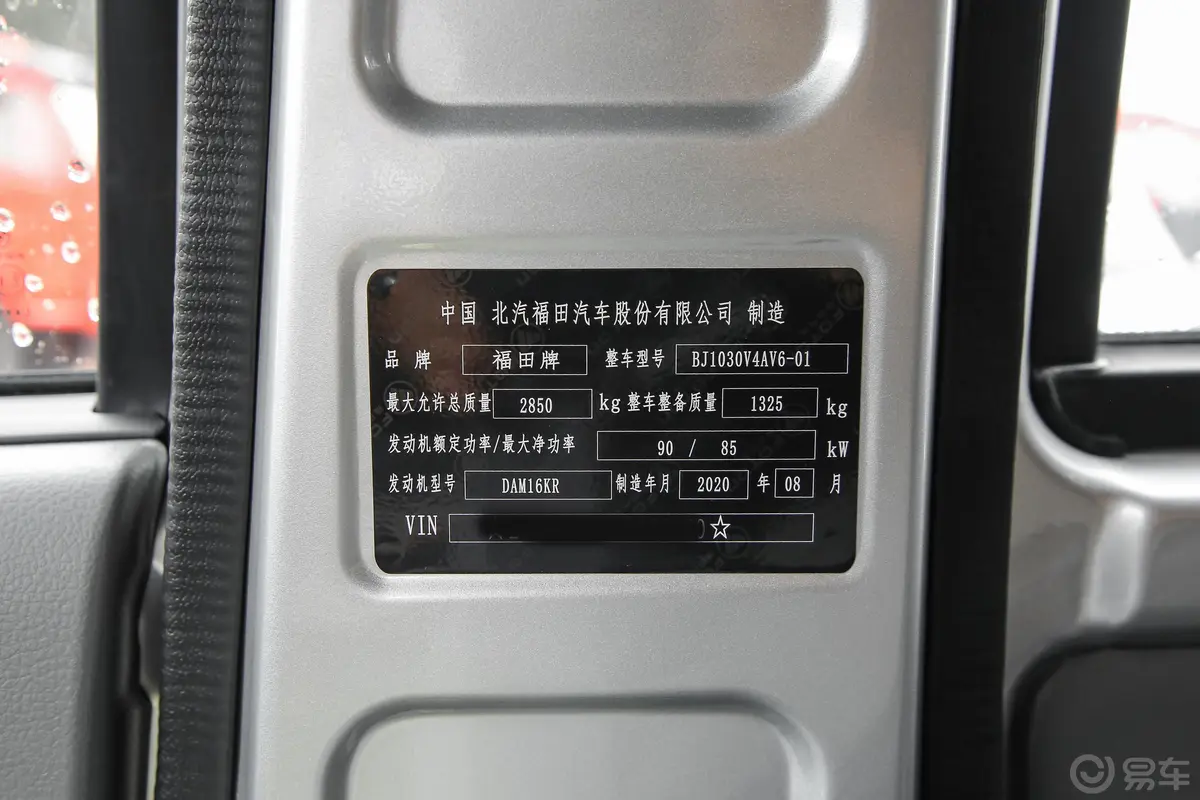 中国 北汽福田汽车股份有限公司 制造
品牌 福田牌 整车型号 BJ1030V4AV6-01
最大允许总质量 2850 kg 整车整备质量 1325 kg
发动机额定功率/最大净功率 90 / 85 kW
发动机型号 DAM16KR 制造年月 2020 年 08 月
VIN ☆
易车